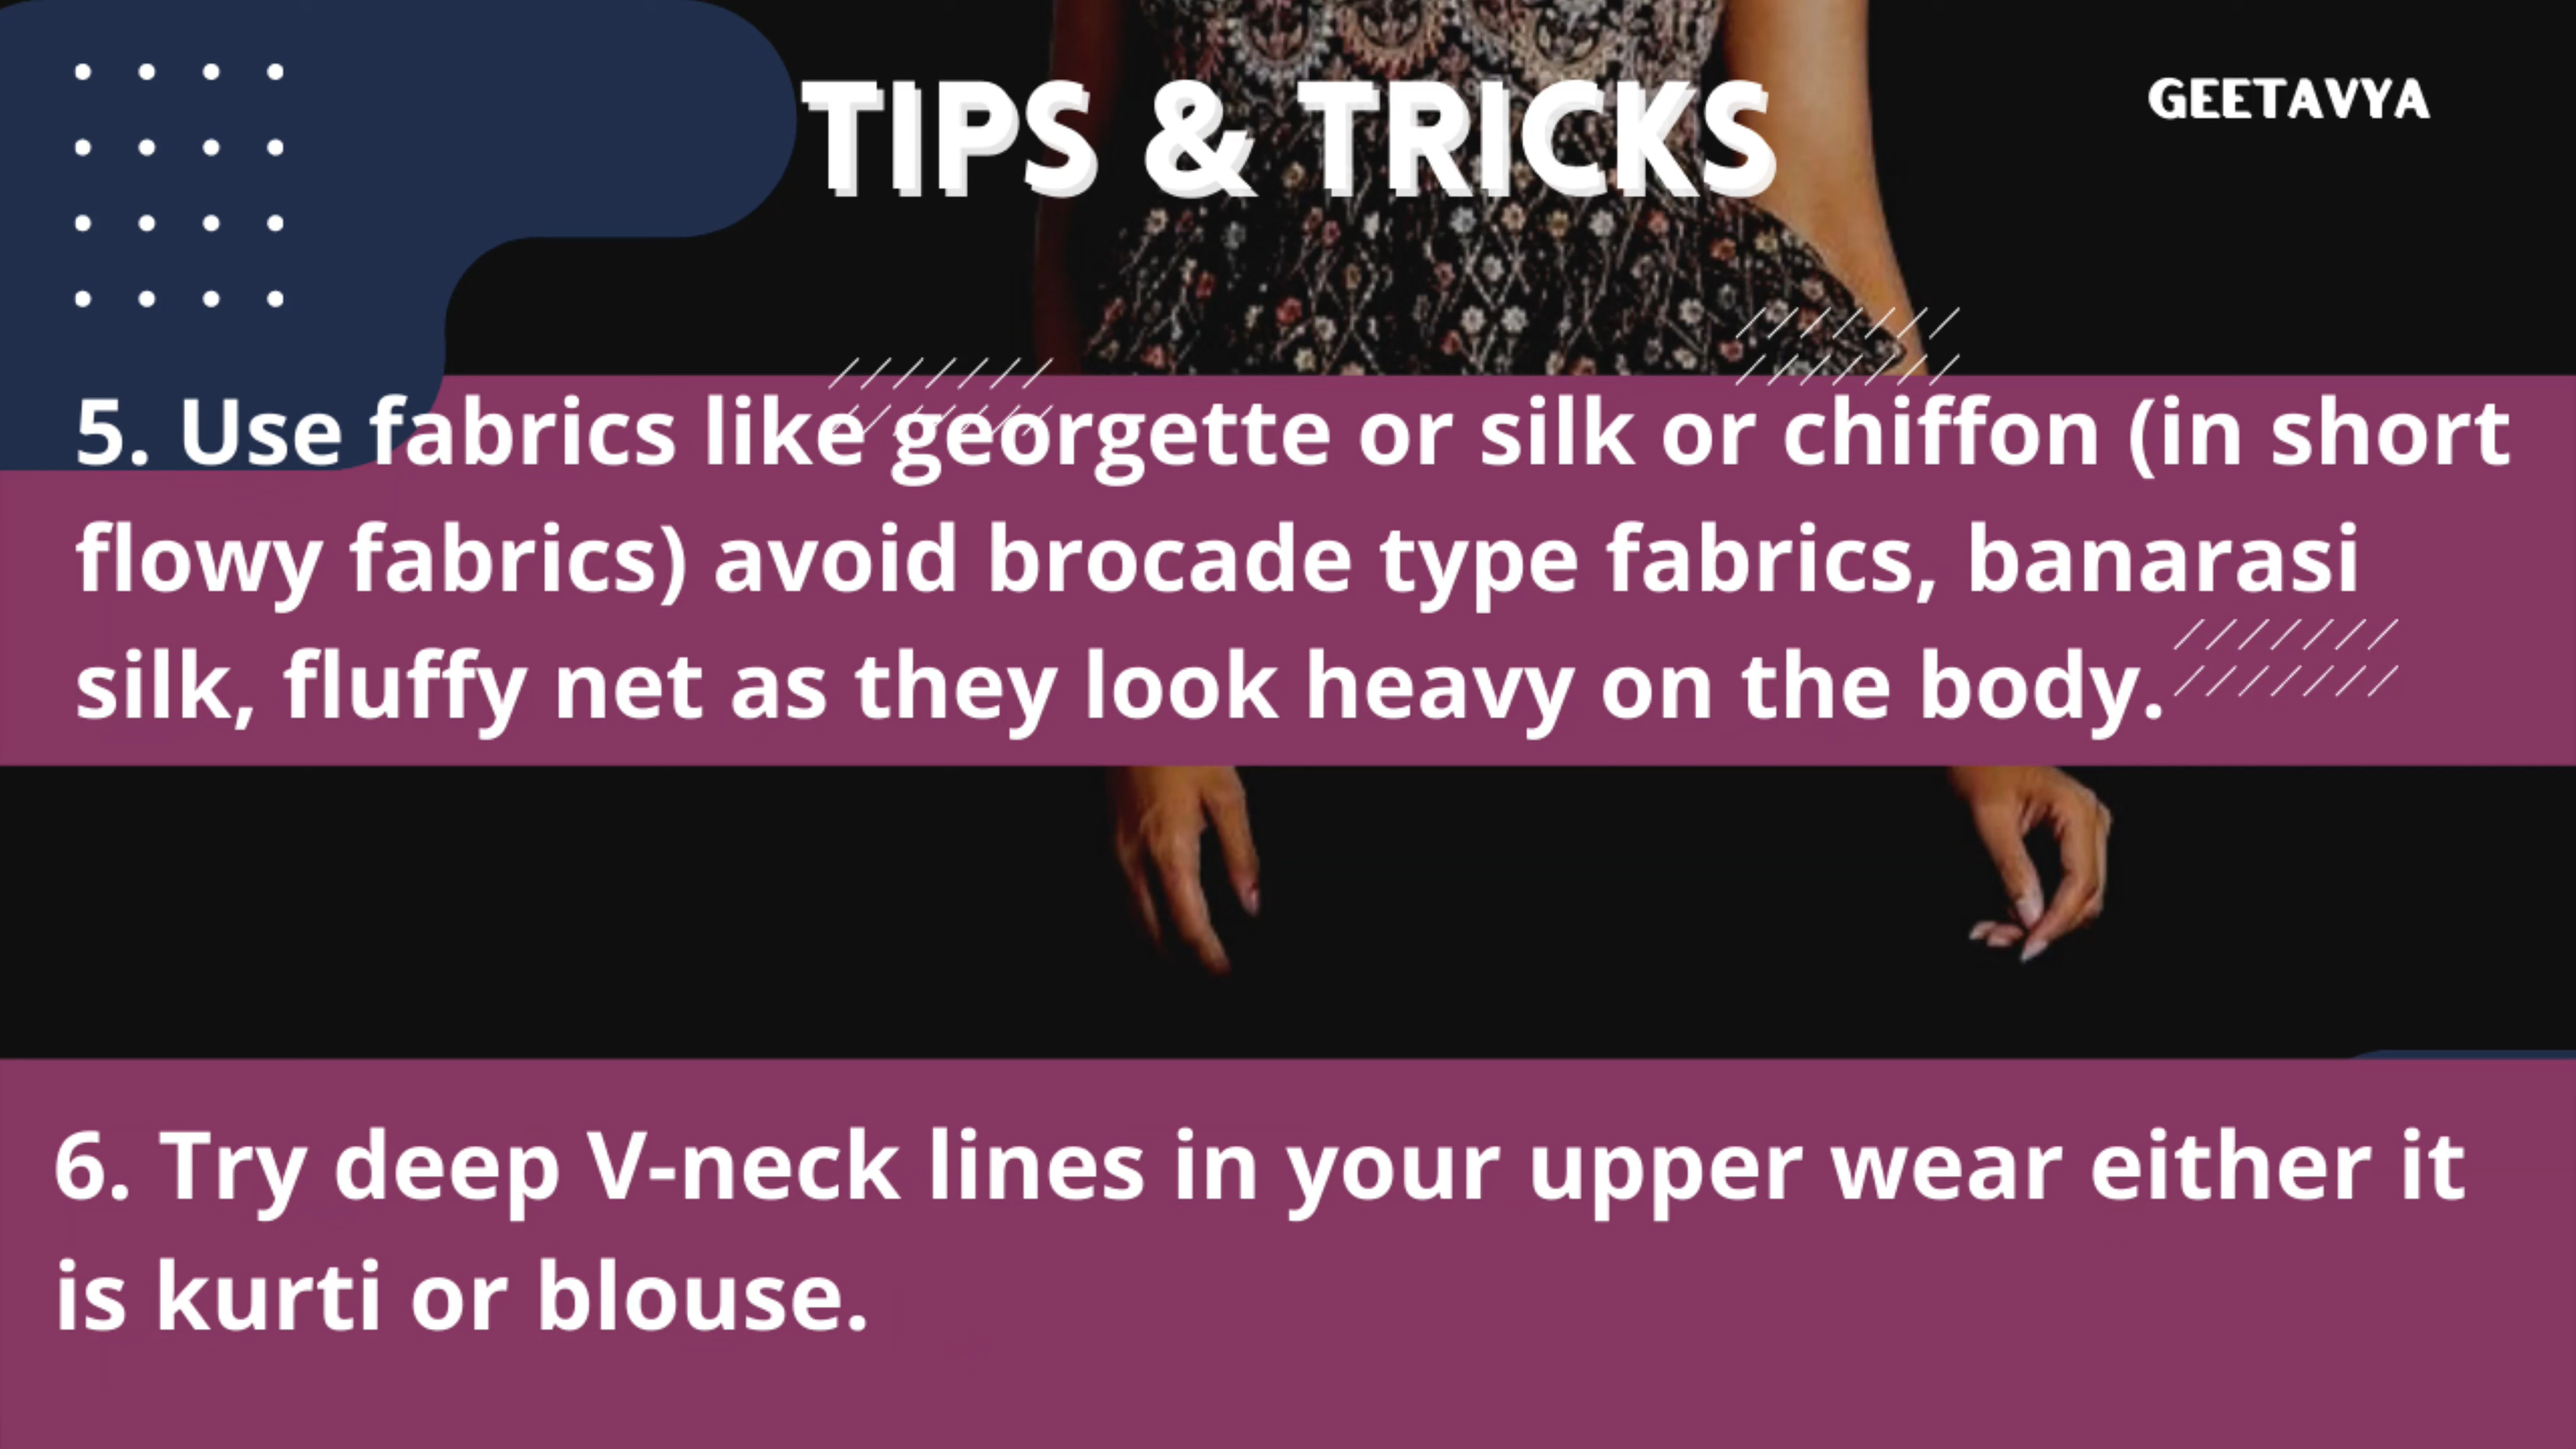 TIPS & TRICKS
GEETAVYA
5. Use fabrics like georgette or silk or chiffon (in short
flowy fabrics) avoid brocade type fabrics, banarasi
silk, fluffy net as they look heavy on the body.
6. Try deep V-neck lines in your upper wear either it
is kurti or blouse.